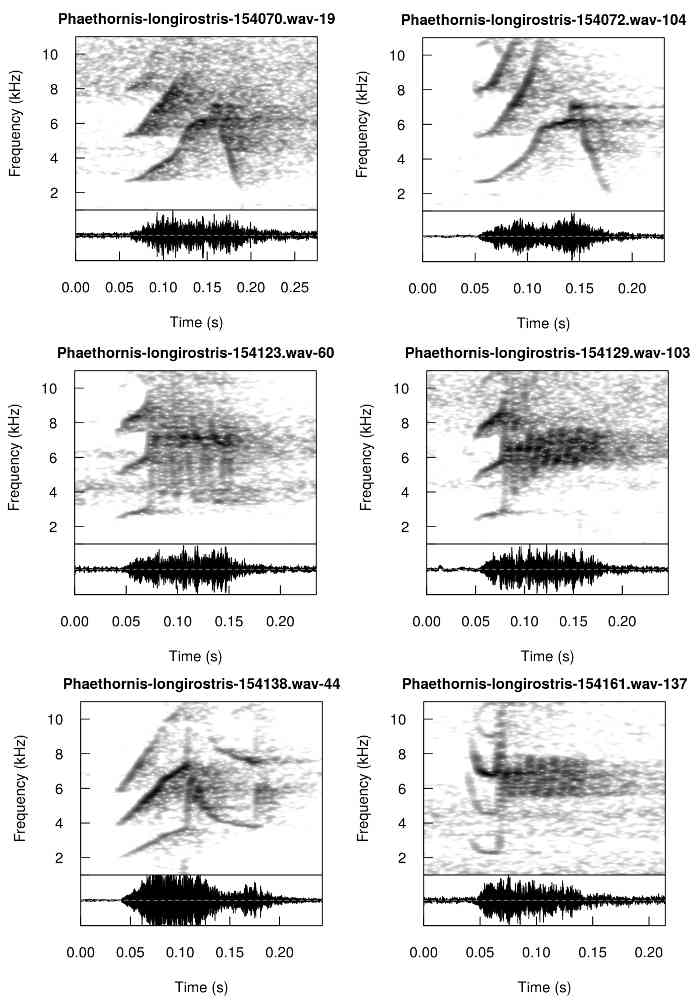 Phaethornis-longirostris-154070.wav-19
Frequency (kHz)
10
8
6
4
2
0.00 0.05 0.10 0.15 0.20 0.25
Time (s)
Phaethornis-longirostris-154072.wav-104
Frequency (kHz)
10
8
6
4
2
0.00 0.05 0.10 0.15 0.20
Time (s)
Phaethornis-longirostris-154123.wav-60
Frequency (kHz)
10
8
6
4
2
0.00 0.05 0.10 0.15 0.20
Time (s)
Phaethornis-longirostris-154129.wav-103
Frequency (kHz)
10
8
6
4
2
0.00 0.05 0.10 0.15 0.20
Time (s)
Phaethornis-longirostris-154138.wav-44
Frequency (kHz)
10
8
6
4
2
0.00 0.05 0.10 0.15 0.20
Time (s)
Phaethornis-longirostris-154161.wav-137
Frequency (kHz)
10
8
6
4
2
0.00 0.05 0.10 0.15 0.20
Time (s)